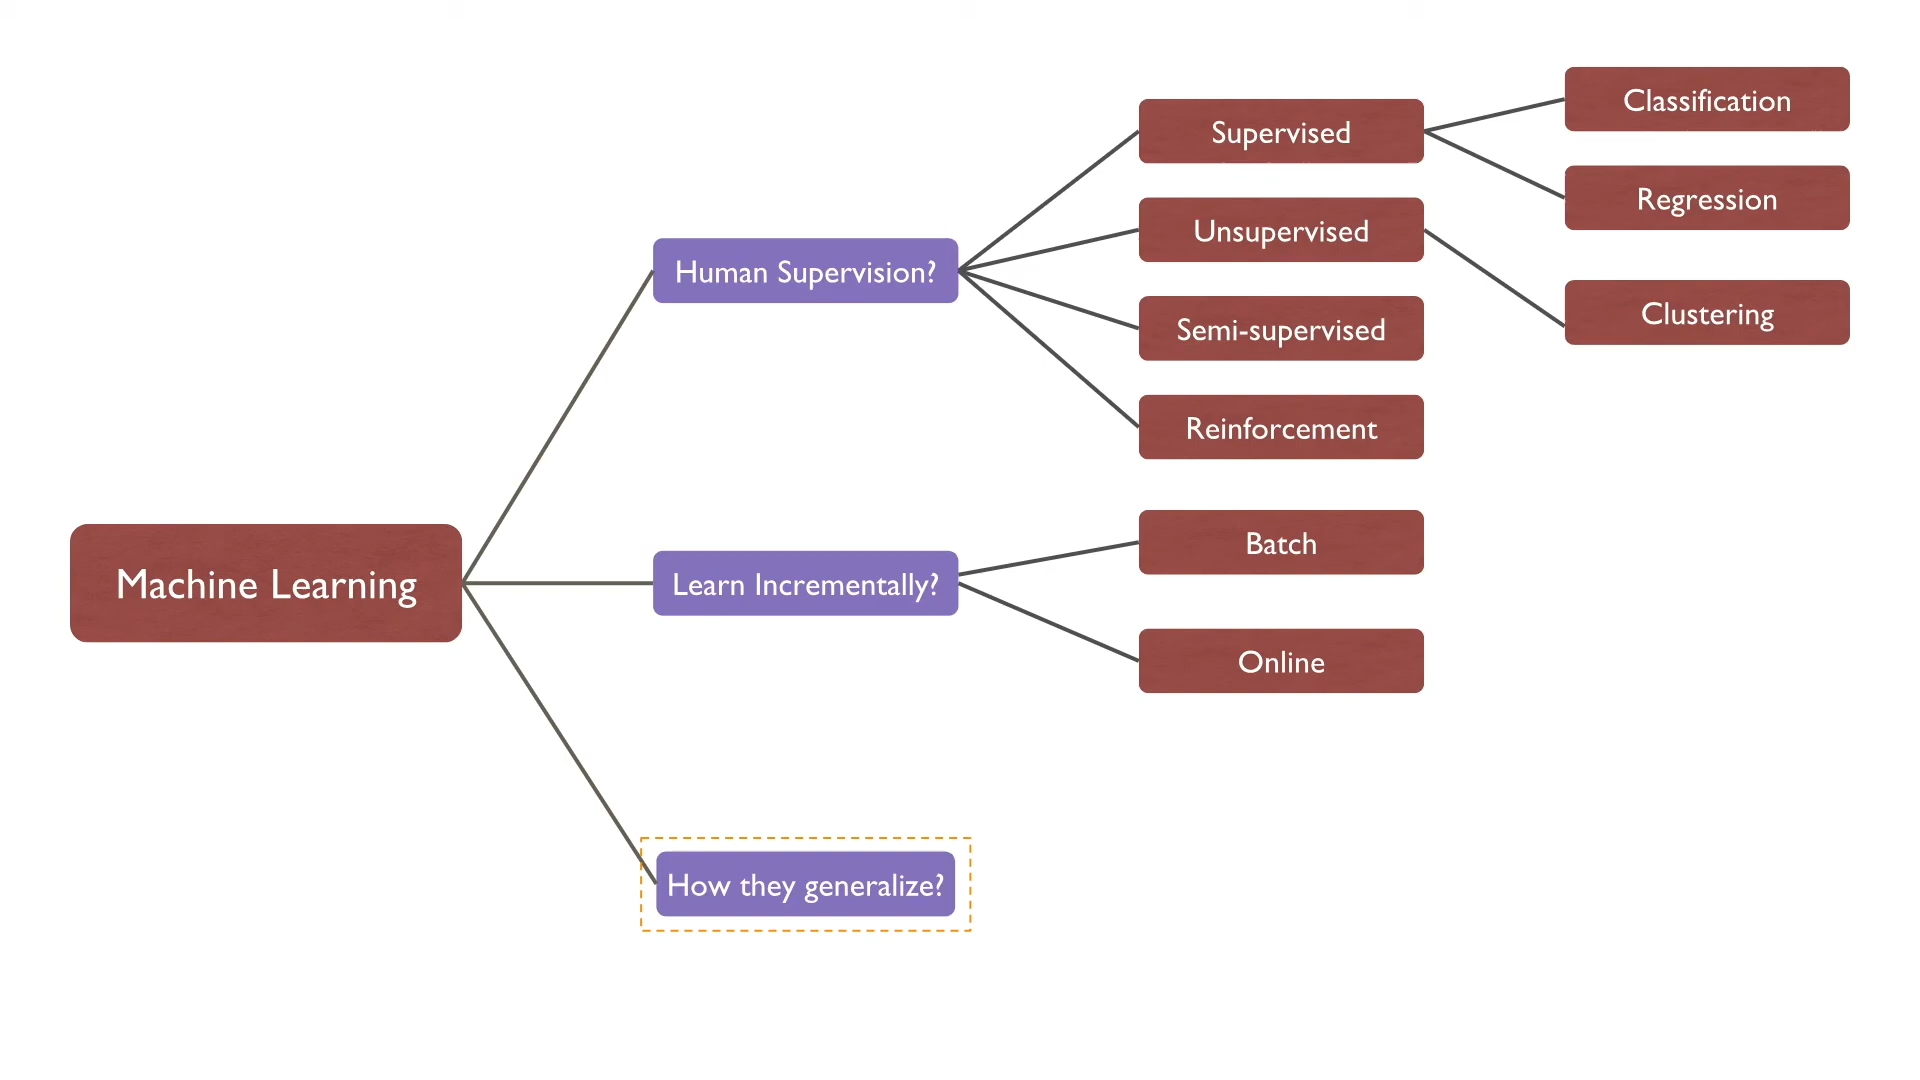 Machine Learning
Human Supervision?
Supervised
Classification
Regression
Unsupervised
Clustering
Semi-supervised
Reinforcement
Learn Incrementally?
Batch
Online
How they generalize?